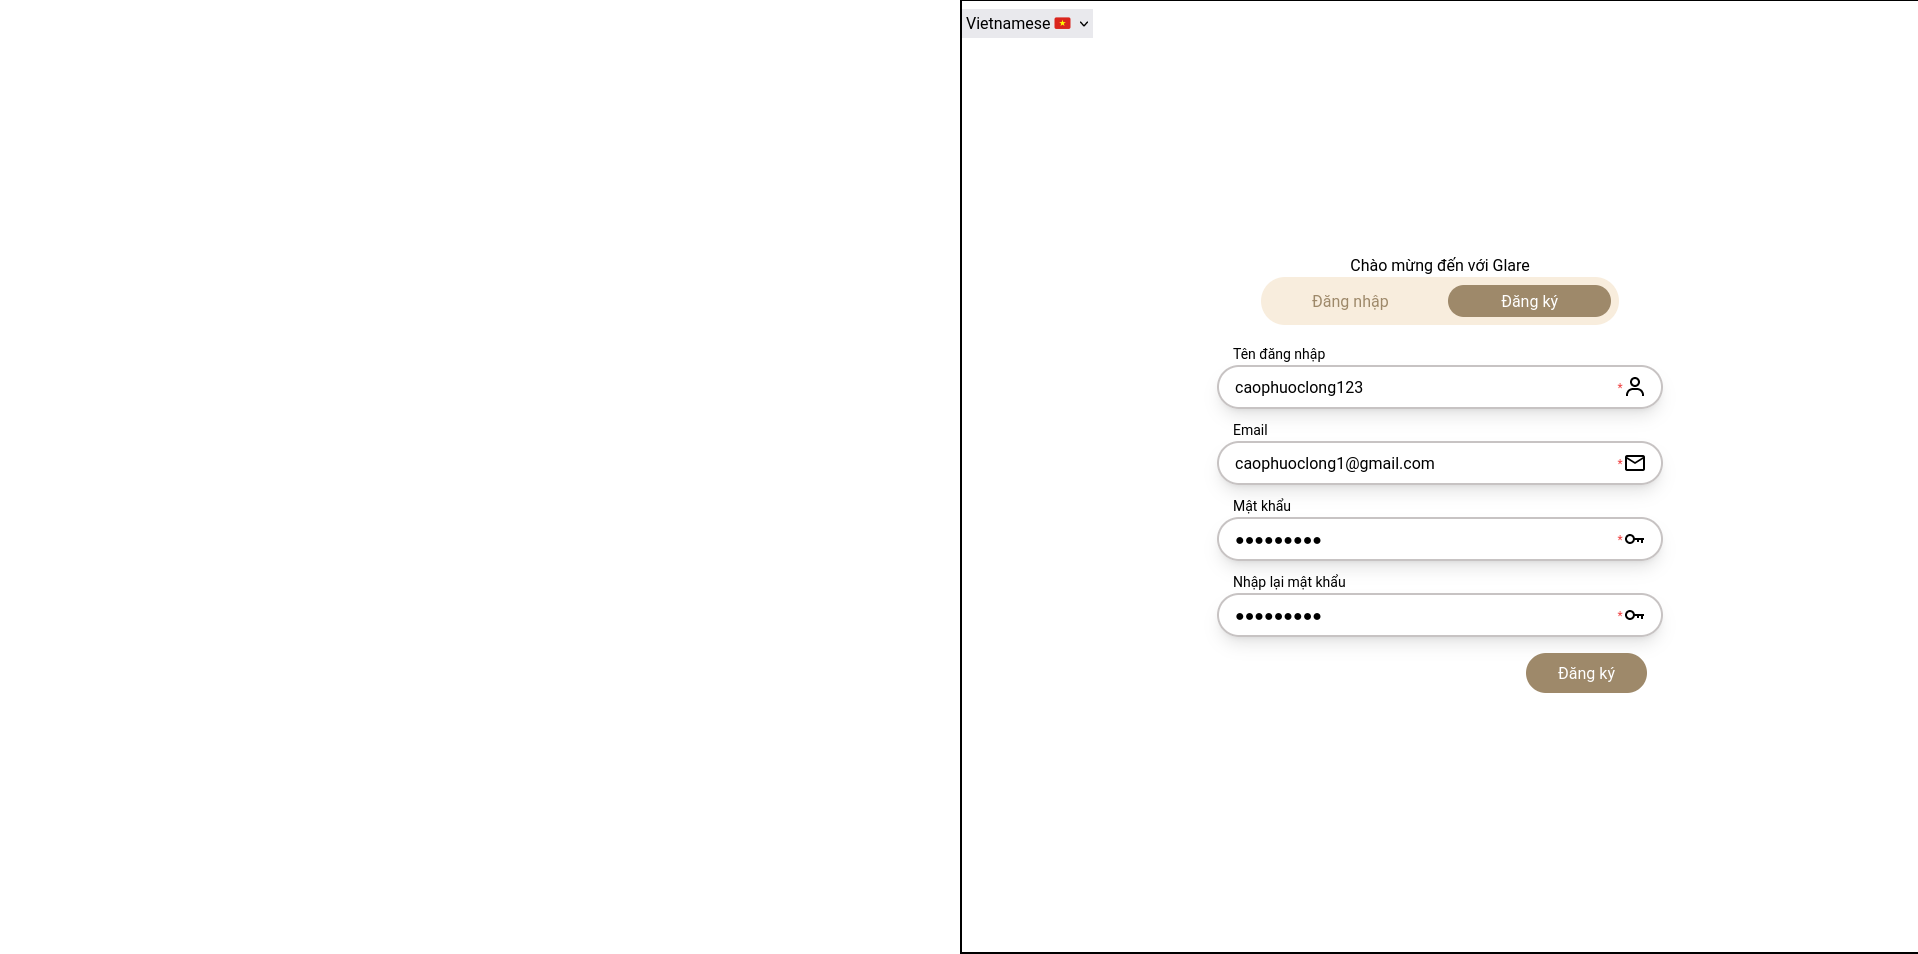 Vietnamese 🇻🇳
Chào mừng đến với Glare
Đăng nhập Đăng ký
Tên đăng nhập
caophuoclong123 *
Email
caophuoclong1@gmail.com *
Mật khẩu
●●●●●●●●● *
Nhập lại mật khẩu
●●●●●●●●● *
Đăng ký